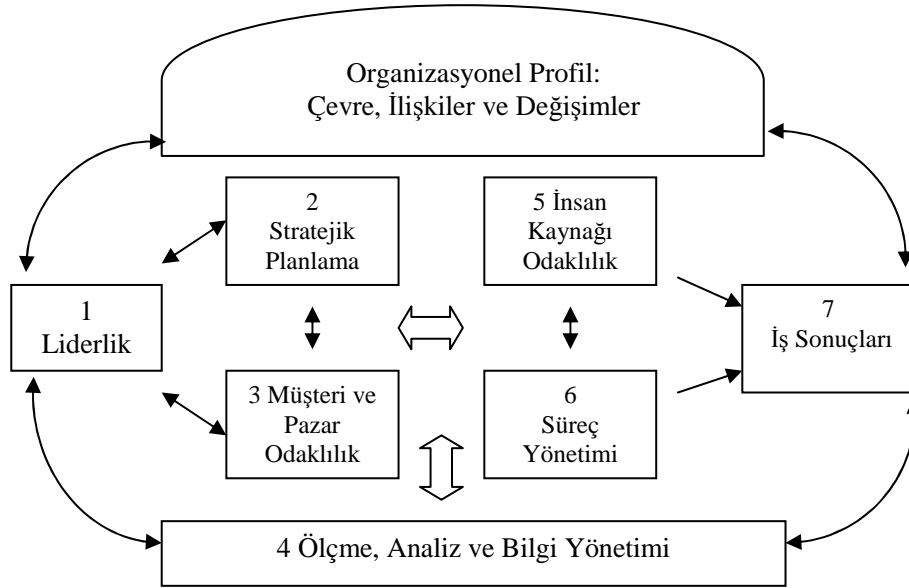 Organizasyonel Profil:
Çevre, İlişkiler ve Değişimler
2
Stratejik
Planlama
5 İnsan
Kaynağı
Odaklılık
1
Liderlik
7
İş Sonuçları
3 Müşteri ve
Pazar
Odaklılık
6
Süreç
Yönetimi
4 Ölçme, Analiz ve Bilgi Yönetimi